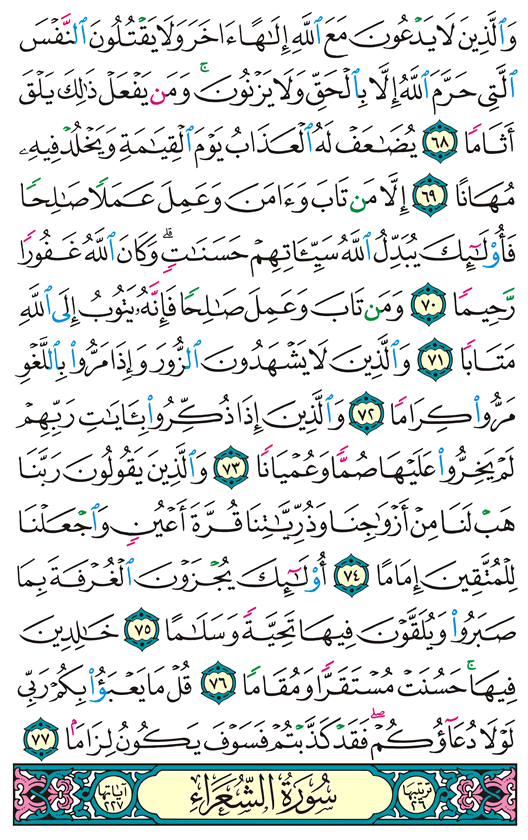 وَٱلَّذِينَ لَا يَدۡعُونَ مَعَ ٱللَّهِ إِلَٰهًا ءَاخَرَ وَلَا يَقۡتُلُونَ ٱلنَّفۡسَ
ٱلَّتِي حَرَّمَ ٱللَّهُ إِلَّا بِٱلۡحَقِّ وَلَا يَزۡنُونَۚ وَمَن يَفۡعَلۡ ذَٰلِكَ يَلۡقَ
أَثَامٗا ٦٨ يُضَٰعَفۡ لَهُ ٱلۡعَذَابُ يَوۡمَ ٱلۡقِيَٰمَةِ وَيَخۡلُدۡ فِيهِۦ
مُهَانًا ٦٩ إِلَّا مَن تَابَ وَءَامَنَ وَعَمِلَ عَمَلٗا صَٰلِحٗا
فَأُوْلَٰٓئِكَ يُبَدِّلُ ٱللَّهُ سَيِّـَٔاتِهِمۡ حَسَنَٰتٖۗ وَكَانَ ٱللَّهُ غَفُورٗا
رَّحِيمٗا ٧٠ وَمَن تَابَ وَعَمِلَ صَٰلِحٗا فَإِنَّهُۥ يَتُوبُ إِلَى ٱللَّهِ
مَتَابٗا ٧١ وَٱلَّذِينَ لَا يَشۡهَدُونَ ٱلزُّورَ وَإِذَا مَرُّواْ بِٱللَّغۡوِ
مَرُّواْ كِرَامٗا ٧٢ وَٱلَّذِينَ إِذَا ذُكِّرُواْ بِـَٔايَٰتِ رَبِّهِمۡ
لَمۡ يَخِرُّواْ عَلَيۡهَا صُمّٗا وَعُمۡيَانٗا ٧٣ وَٱلَّذِينَ يَقُولُونَ رَبَّنَا
هَبۡ لَنَا مِنۡ أَزۡوَٰجِنَا وَذُرِّيَّٰتِنَا قُرَّةَ أَعۡيُنٖ وَٱجۡعَلۡنَا
لِلۡمُتَّقِينَ إِمَامًا ٧٤ أُوْلَٰٓئِكَ يُجۡزَوۡنَ ٱلۡغُرۡفَةَ بِمَا
صَبَرُواْ وَيُلَقَّوۡنَ فِيهَا تَحِيَّةٗ وَسَلَٰمًا ٧٥ خَٰلِدِينَ
فِيهَاۚ حَسُنَتۡ مُسۡتَقَرّٗا وَمُقَامٗا ٧٦ قُلۡ مَا يَعۡبَؤُاْ بِكُمۡ رَبِّي
لَوۡلَا دُعَآؤُكُمۡۖ فَقَدۡ كَذَّبۡتُمۡ فَسَوۡفَ يَكُونُ لِزَامَۢا ٧٧
ترتيبها ٢٦ سُورَةُ الشُّعَرَاءِ آياتها ٢٢٧